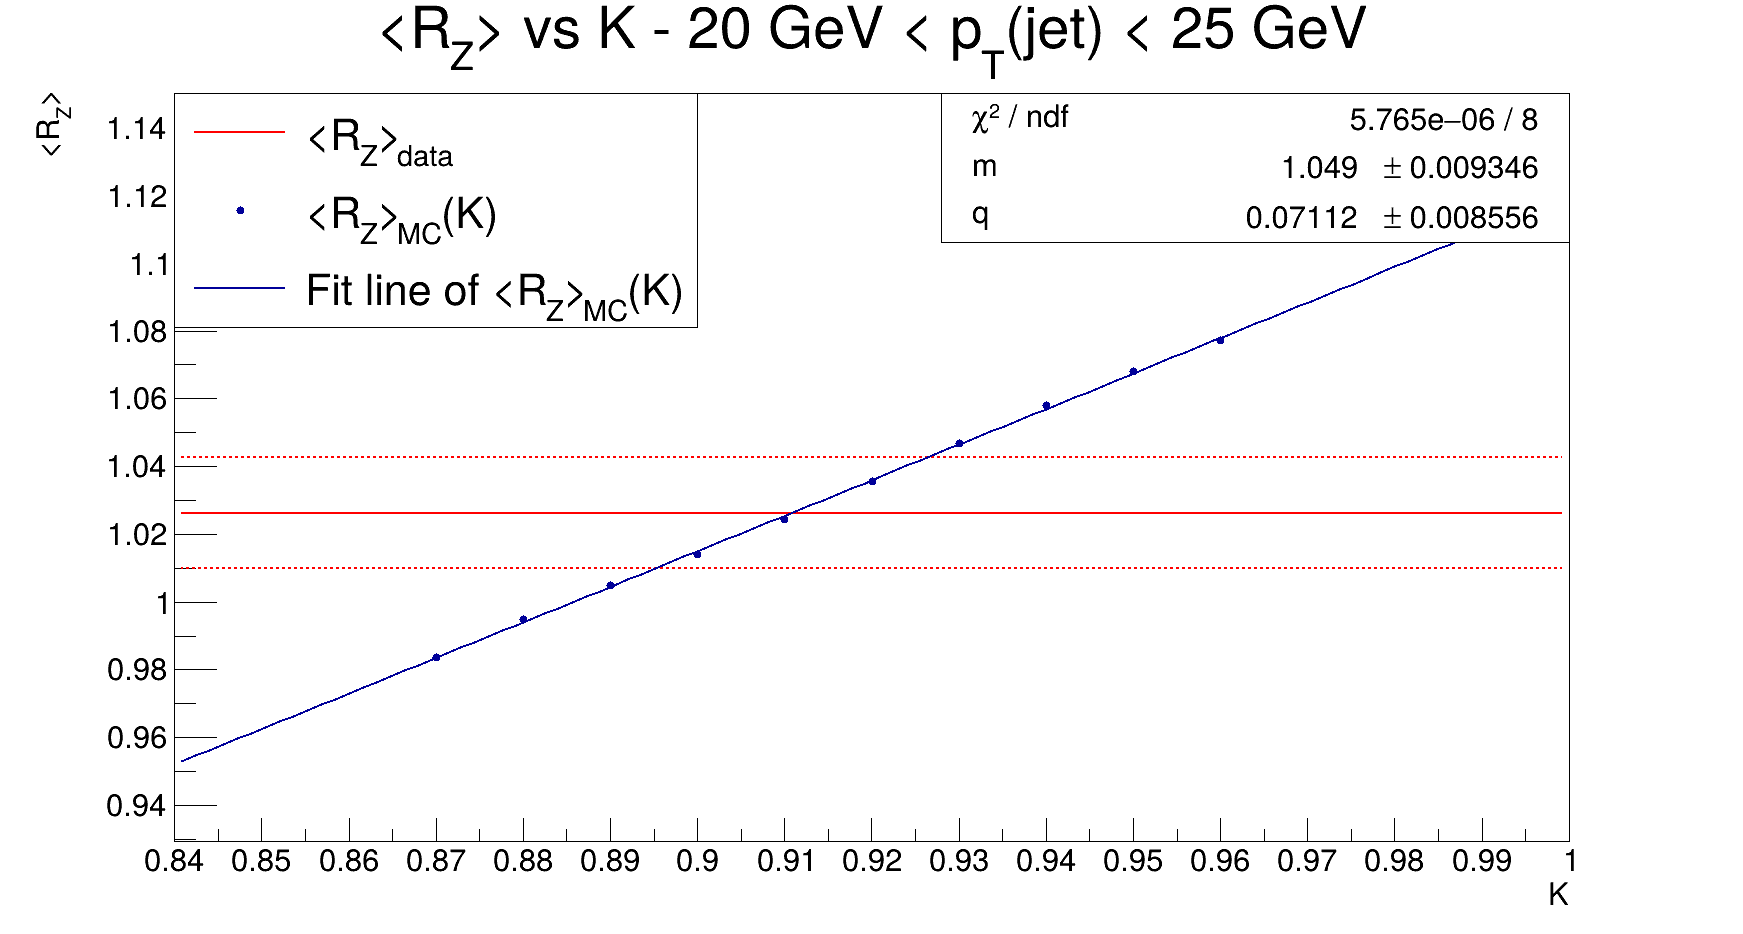 <R_Z> vs K - 20 GeV < p_T(jet) < 25 GeV
<R_Z>
1.14
1.12
1.1
1.08
1.06
1.04
1.02
1
0.98
0.96
0.94
<R_Z>_data
<R_Z>_MC(K)
Fit line of <R_Z>_MC(K)
χ² / ndf 5.765e−06 / 8
m 1.049 ± 0.009346
q 0.07112 ± 0.008556
0.84 0.85 0.86 0.87 0.88 0.89 0.9 0.91 0.92 0.93 0.94 0.95 0.96 0.97 0.98 0.99 1
K